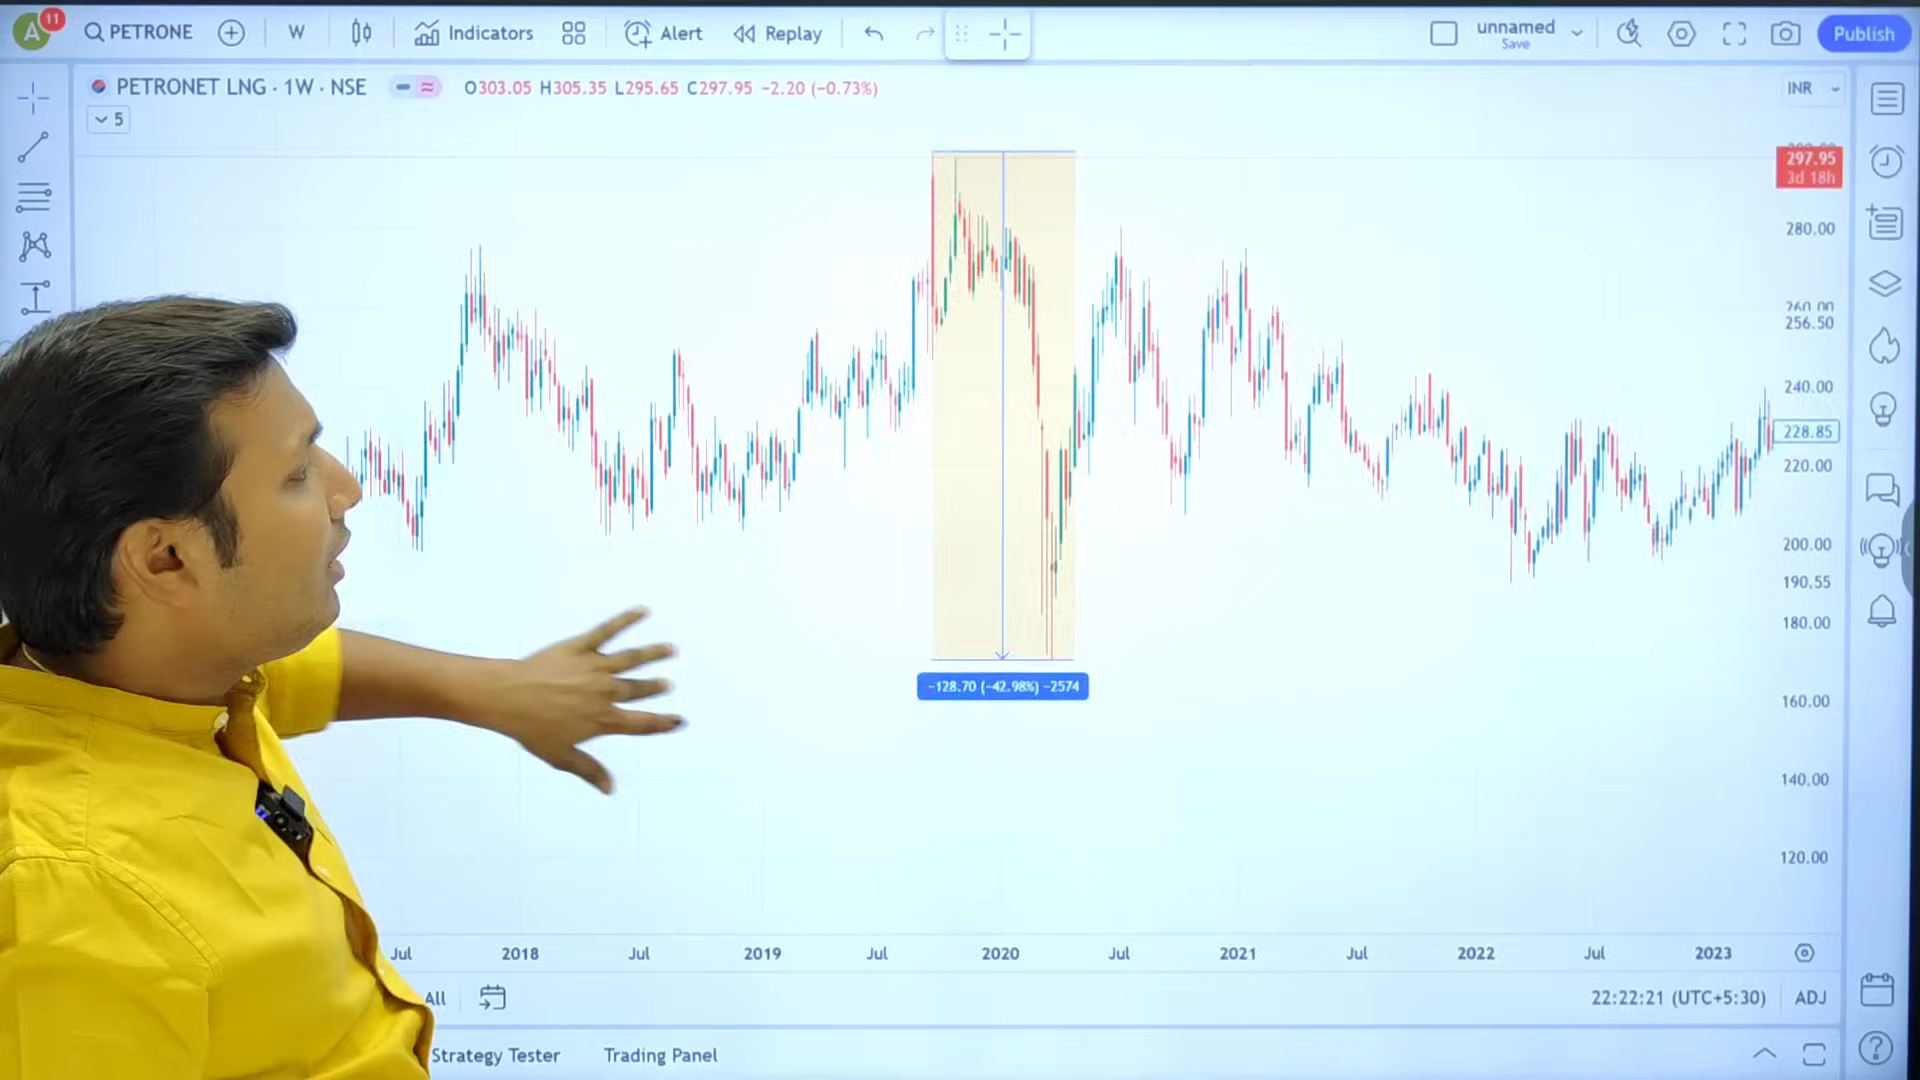 A 11 PETRONE W Indicators Alert Replay unnamed Save Publish
PETRONET LNG · 1W · NSE O303.05 H305.35 L295.65 C297.95 −2.20 (−0.73%) INR
5
297.95
3d 18h
280.00
260.00
256.50
240.00
228.85
220.00
200.00
190.55
180.00
−128.70 (−42.98%) −2574
160.00
140.00
120.00
Jul 2018 Jul 2019 Jul 2020 Jul 2021 Jul 2022 Jul 2023
All 22:22:21 (UTC+5:30) ADJ
Strategy Tester Trading Panel